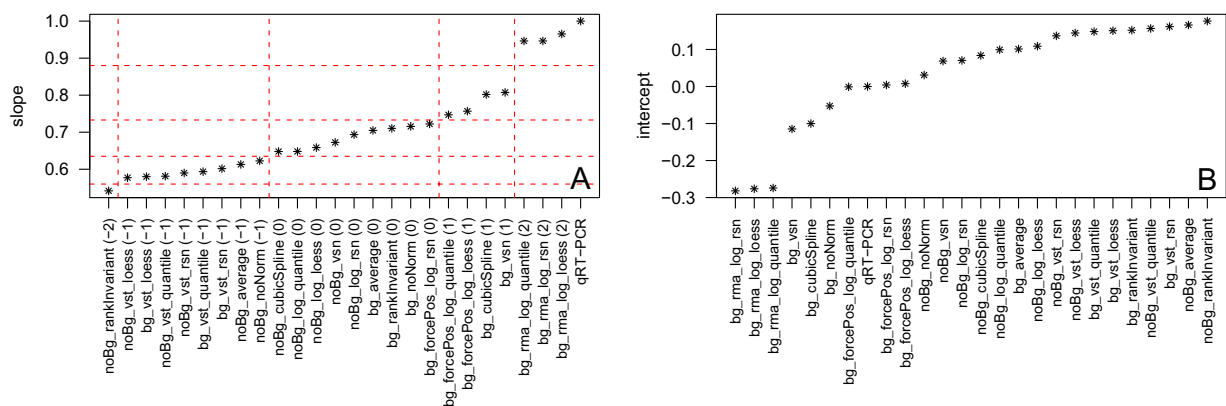 slope
1.0
0.9
0.8
0.7
0.6
A
noBg_rankInvariant (−2)
noBg_vst_loess (−1)
bg_vst_loess (−1)
noBg_vst_quantile (−1)
noBg_vst_rsn (−1)
bg_vst_quantile (−1)
bg_vst_rsn (−1)
noBg_average (−1)
noBg_noNorm (−1)
noBg_cubicSpline (0)
noBg_log_quantile (0)
noBg_log_loess (0)
noBg_vsn (0)
noBg_log_rsn (0)
bg_average (0)
bg_rankInvariant (0)
bg_noNorm (0)
bg_forcePos_log_rsn (0)
bg_forcePos_log_quantile (1)
bg_forcePos_log_loess (1)
bg_cubicSpline (1)
bg_vsn (1)
bg_rma_log_quantile (2)
bg_rma_log_rsn (2)
bg_rma_log_loess (2)
qRT−PCR
intercept
0.1
0.0
−0.1
−0.2
−0.3
B
bg_rma_log_rsn
bg_rma_log_loess
bg_rma_log_quantile
bg_vsn
bg_cubicSpline
bg_noNorm
bg_forcePos_log_quantile
qRT−PCR
bg_forcePos_log_rsn
bg_forcePos_log_loess
noBg_noNorm
noBg_vsn
noBg_log_rsn
noBg_cubicSpline
noBg_log_quantile
bg_average
noBg_log_loess
noBg_vst_rsn
noBg_vst_loess
bg_vst_quantile
bg_vst_loess
bg_rankInvariant
noBg_vst_quantile
bg_vst_rsn
noBg_average
noBg_rankInvariant